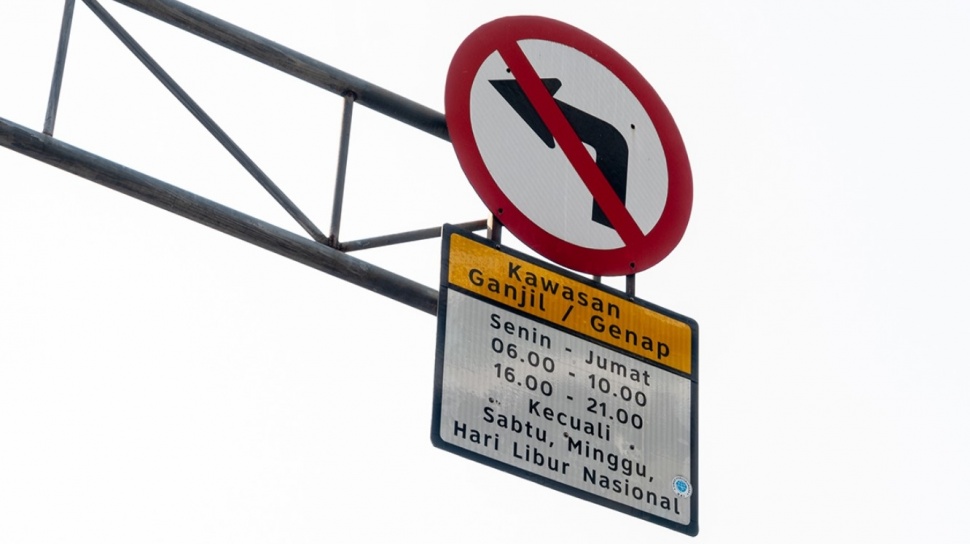 Kawasan
Ganjil / Genap
Senin - Jumat
06.00 - 10.00
16.00 - 21.00
Kecuali
Sabtu, Minggu,
Hari Libur Nasional